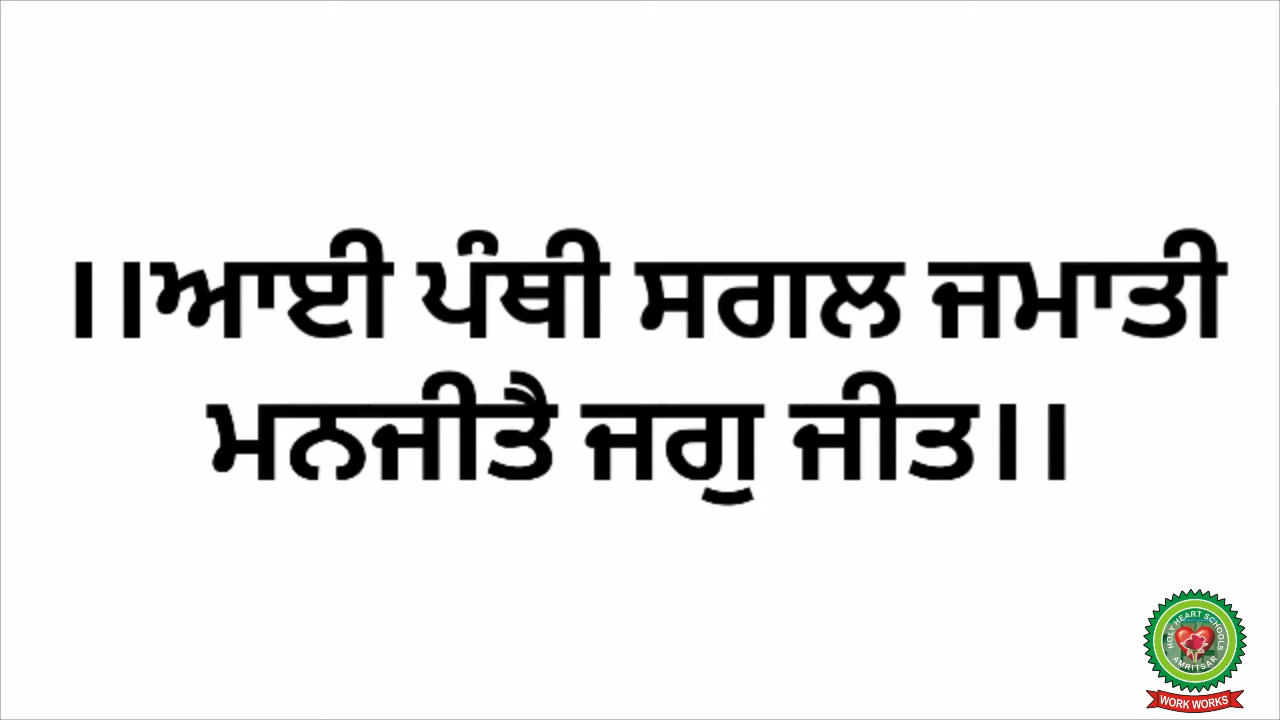 ।।ਆਈ ਪੰਥੀ ਸਗਲ ਜਮਾਤੀ
ਮਨਜੀਤੈ ਜਗੁ ਜੀਤ।।
HOLY HEART SCHOOLS
AMRITSAR
WORK WORKS